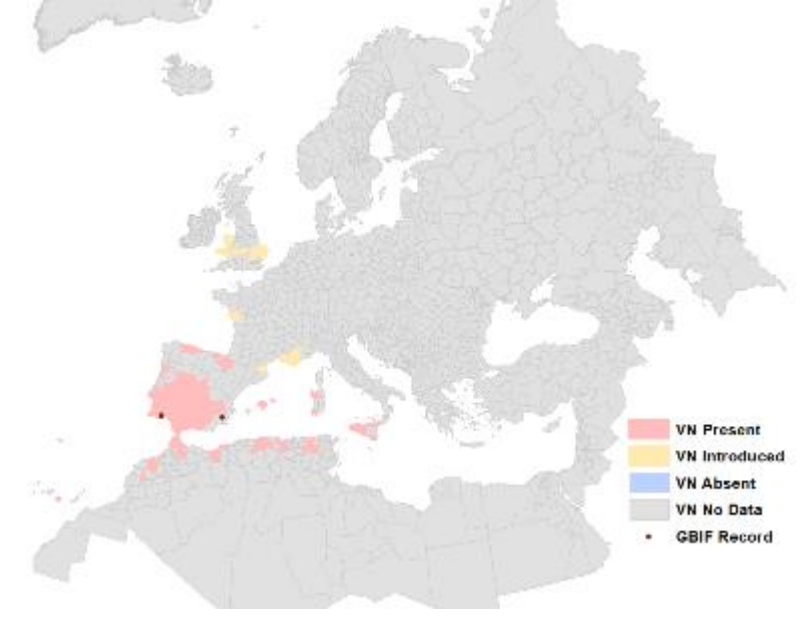 VN Present
VN Introduced
VN Absent
VN No Data
GBIF Record